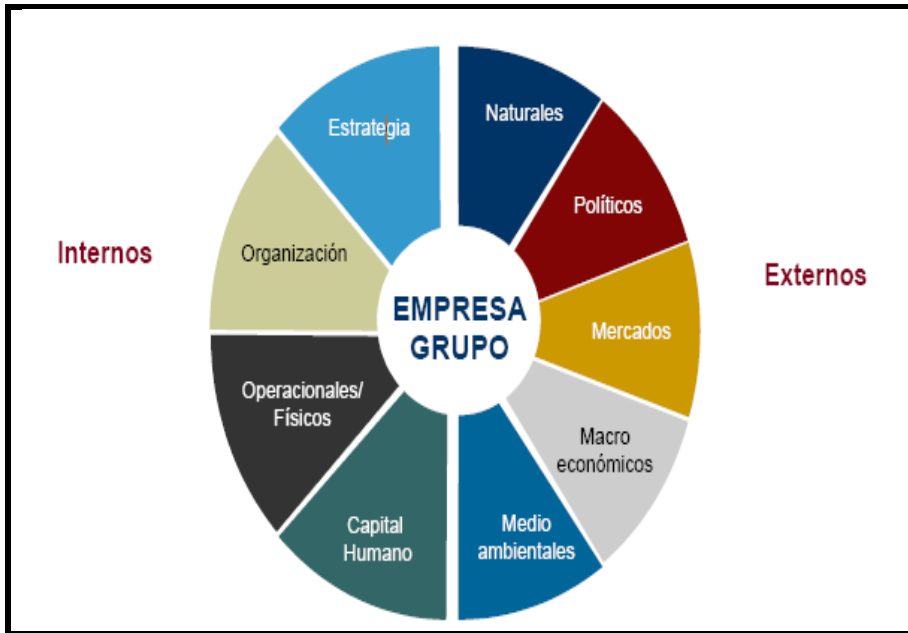 Internos
Estrategia
Organización
Operacionales/
Físicos
Capital
Humano
EMPRESA
GRUPO
Naturales
Políticos
Mercados
Macro
económicos
Medio
ambientales
Externos